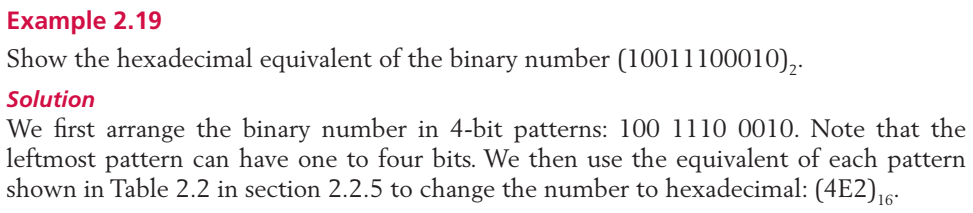 Example 2.19
Show the hexadecimal equivalent of the binary number (10011100010)₂.
Solution
We first arrange the binary number in 4-bit patterns: 100 1110 0010. Note that the
leftmost pattern can have one to four bits. We then use the equivalent of each pattern
shown in Table 2.2 in section 2.2.5 to change the number to hexadecimal: (4E2)₁₆.